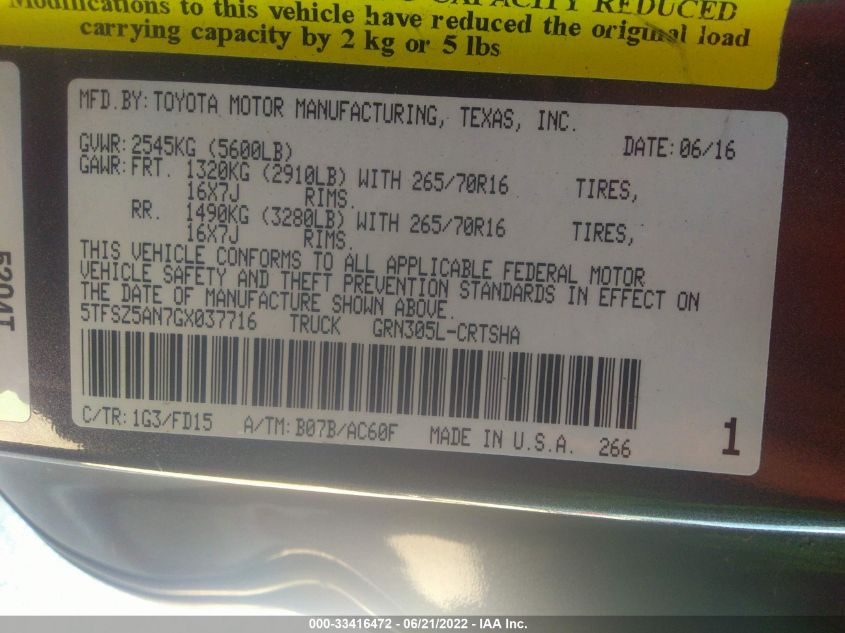 CAPACITY REDUCED
Modifications to this vehicle have reduced the original load
carrying capacity by 2 kg or 5 lbs
MFD.BY:TOYOTA MOTOR MANUFACTURING, TEXAS, INC.
GVWR:2545KG (5600LB) DATE:06/16
GAWR:FRT. 1320KG (2910LB) WITH 265/70R16 TIRES,
16X7J RIMS.
RR. 1490KG (3280LB) WITH 265/70R16 TIRES,
16X7J RIMS.
THIS VEHICLE CONFORMS TO ALL APPLICABLE FEDERAL MOTOR
VEHICLE SAFETY AND THEFT PREVENTION STANDARDS IN EFFECT ON
THE DATE OF MANUFACTURE SHOWN ABOVE.
5TFSZ5AN7GX037716 TRUCK GRN305L-CRTSHA
C/TR:1G3/FD15 A/TM:B07B/AC60F MADE IN U.S.A. 266
1
5204T
000-33416472 - 06/21/2022 - IAA Inc.